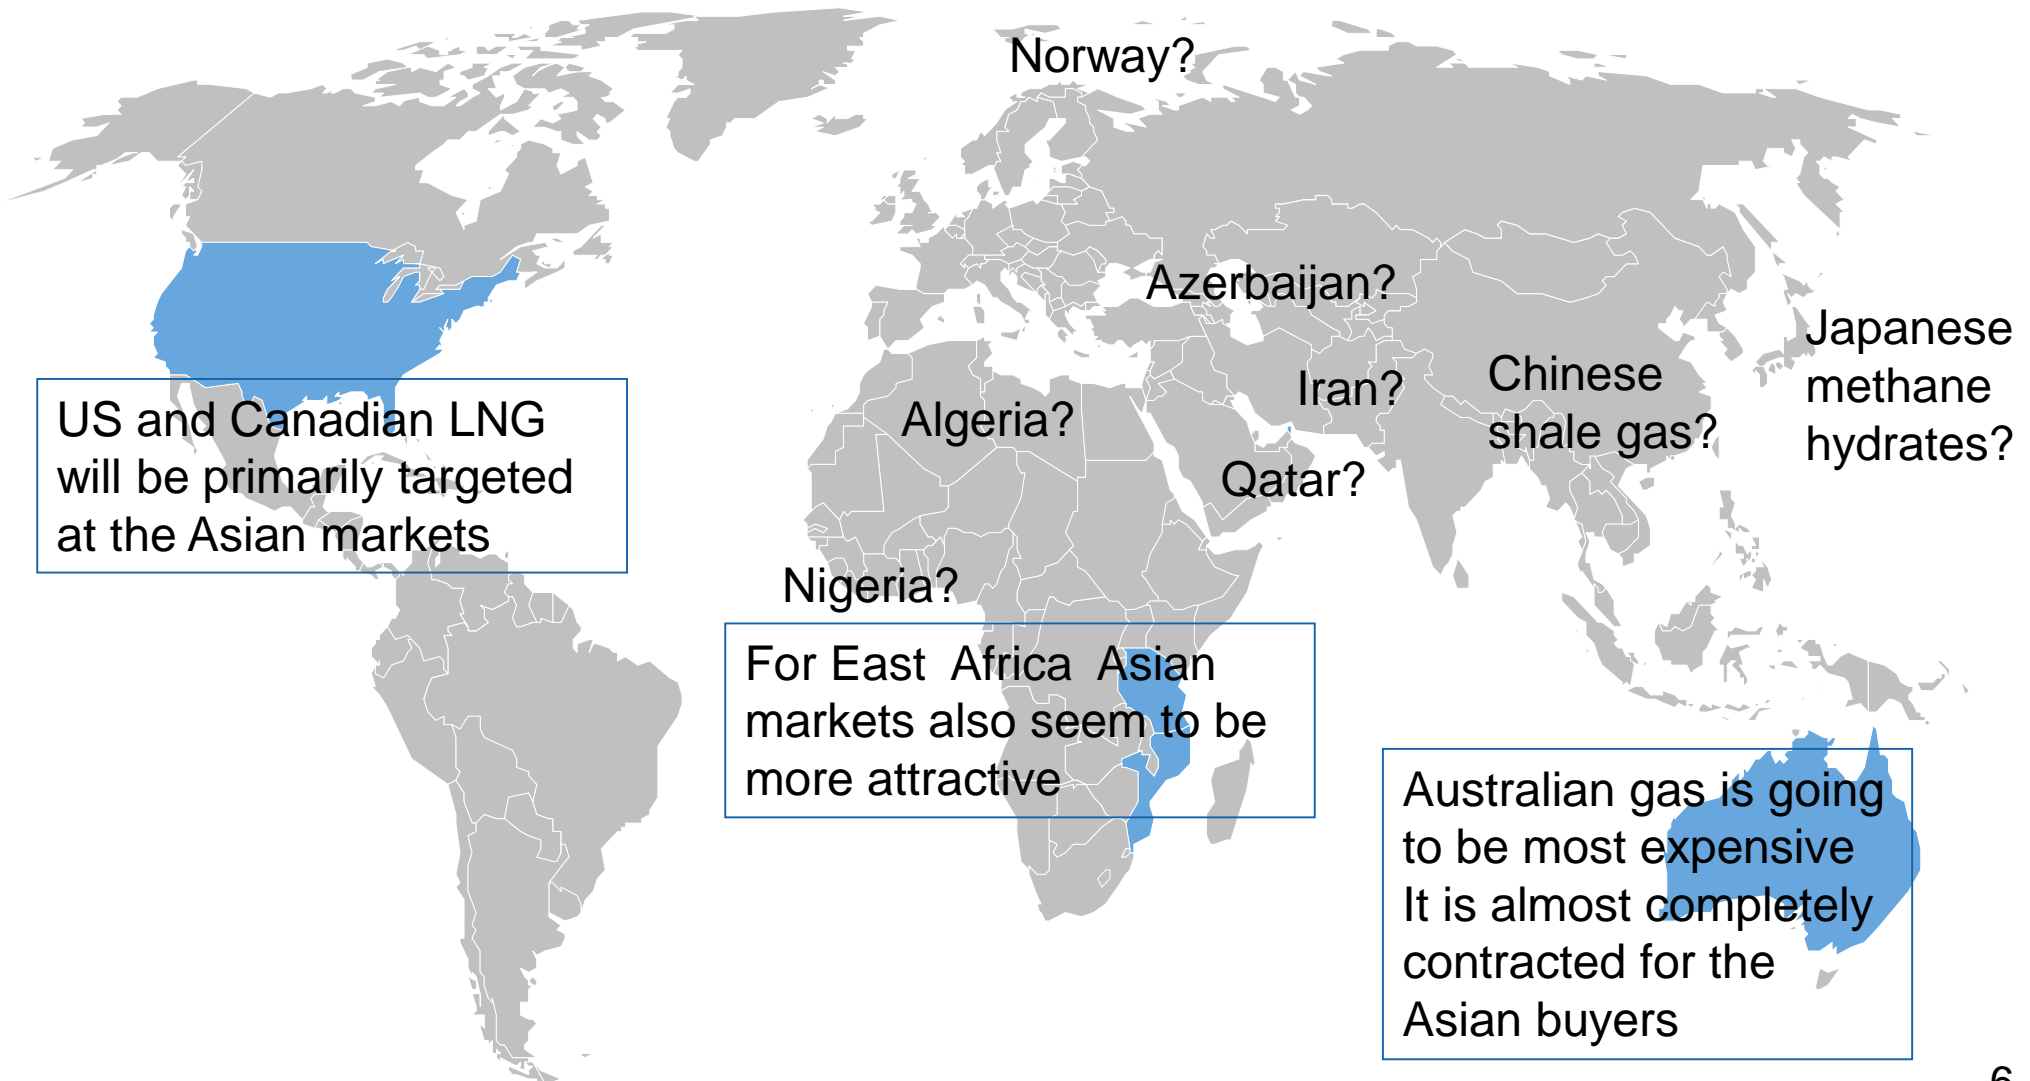 Norway?
Azerbaijan?
Japanese
methane
hydrates?
Iran?
Chinese
shale gas?
Algeria?
Qatar?
US and Canadian LNG
will be primarily targeted
at the Asian markets
Nigeria?
For East Africa Asian
markets also seem to be
more attractive
Australian gas is going
to be most expensive
It is almost completely
contracted for the
Asian buyers
6